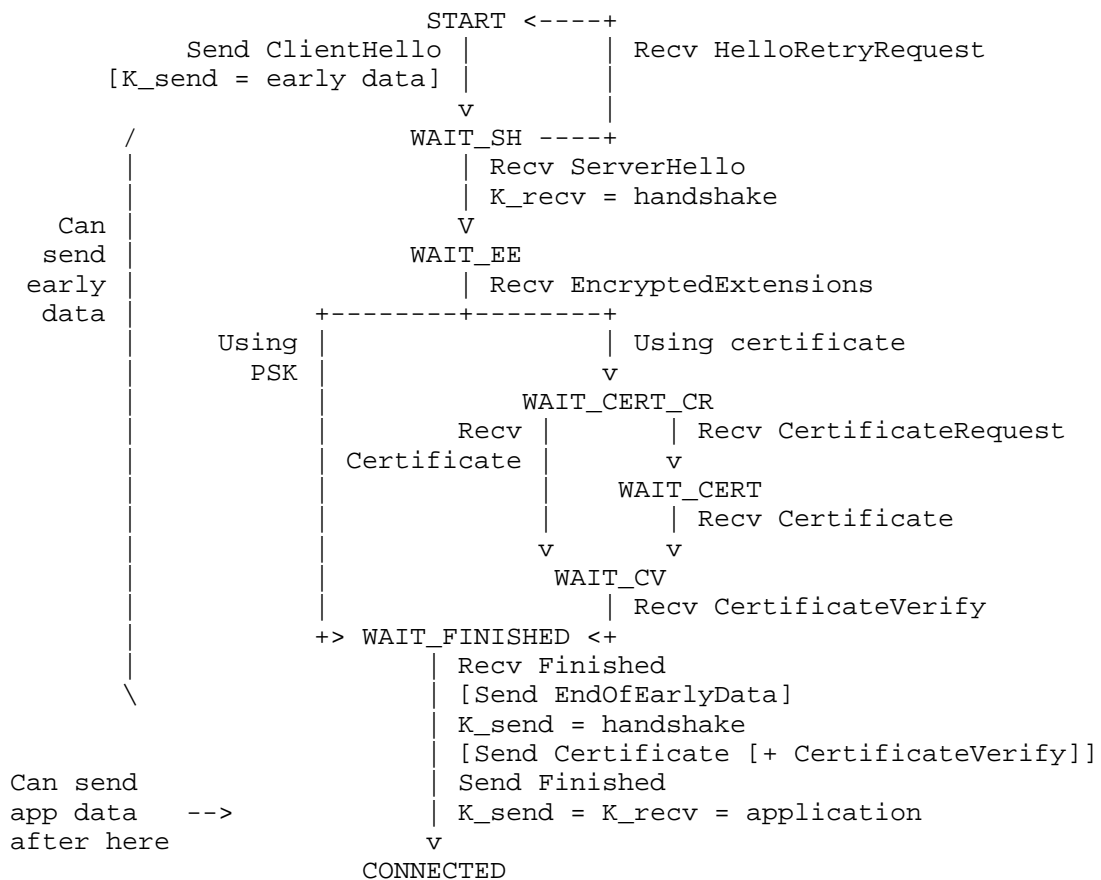 START <----+
Send ClientHello | | Recv HelloRetryRequest
[K_send = early data] | |
v |
/ WAIT_SH ----+
| | Recv ServerHello
| | K_recv = handshake
Can | V
send | WAIT_EE
early | | Recv EncryptedExtensions
data | +--------+--------+
| Using | | Using certificate
| PSK | v
| | WAIT_CERT_CR
| | Recv | | Recv CertificateRequest
| | Certificate | v
| | | WAIT_CERT
| | | | Recv Certificate
| | v v
| | WAIT_CV
| | | Recv CertificateVerify
| +> WAIT_FINISHED <+
| | Recv Finished
\ | [Send EndOfEarlyData]
| K_send = handshake
| [Send Certificate [+ CertificateVerify]]
Can send | Send Finished
app data --> | K_send = K_recv = application
after here v
CONNECTED